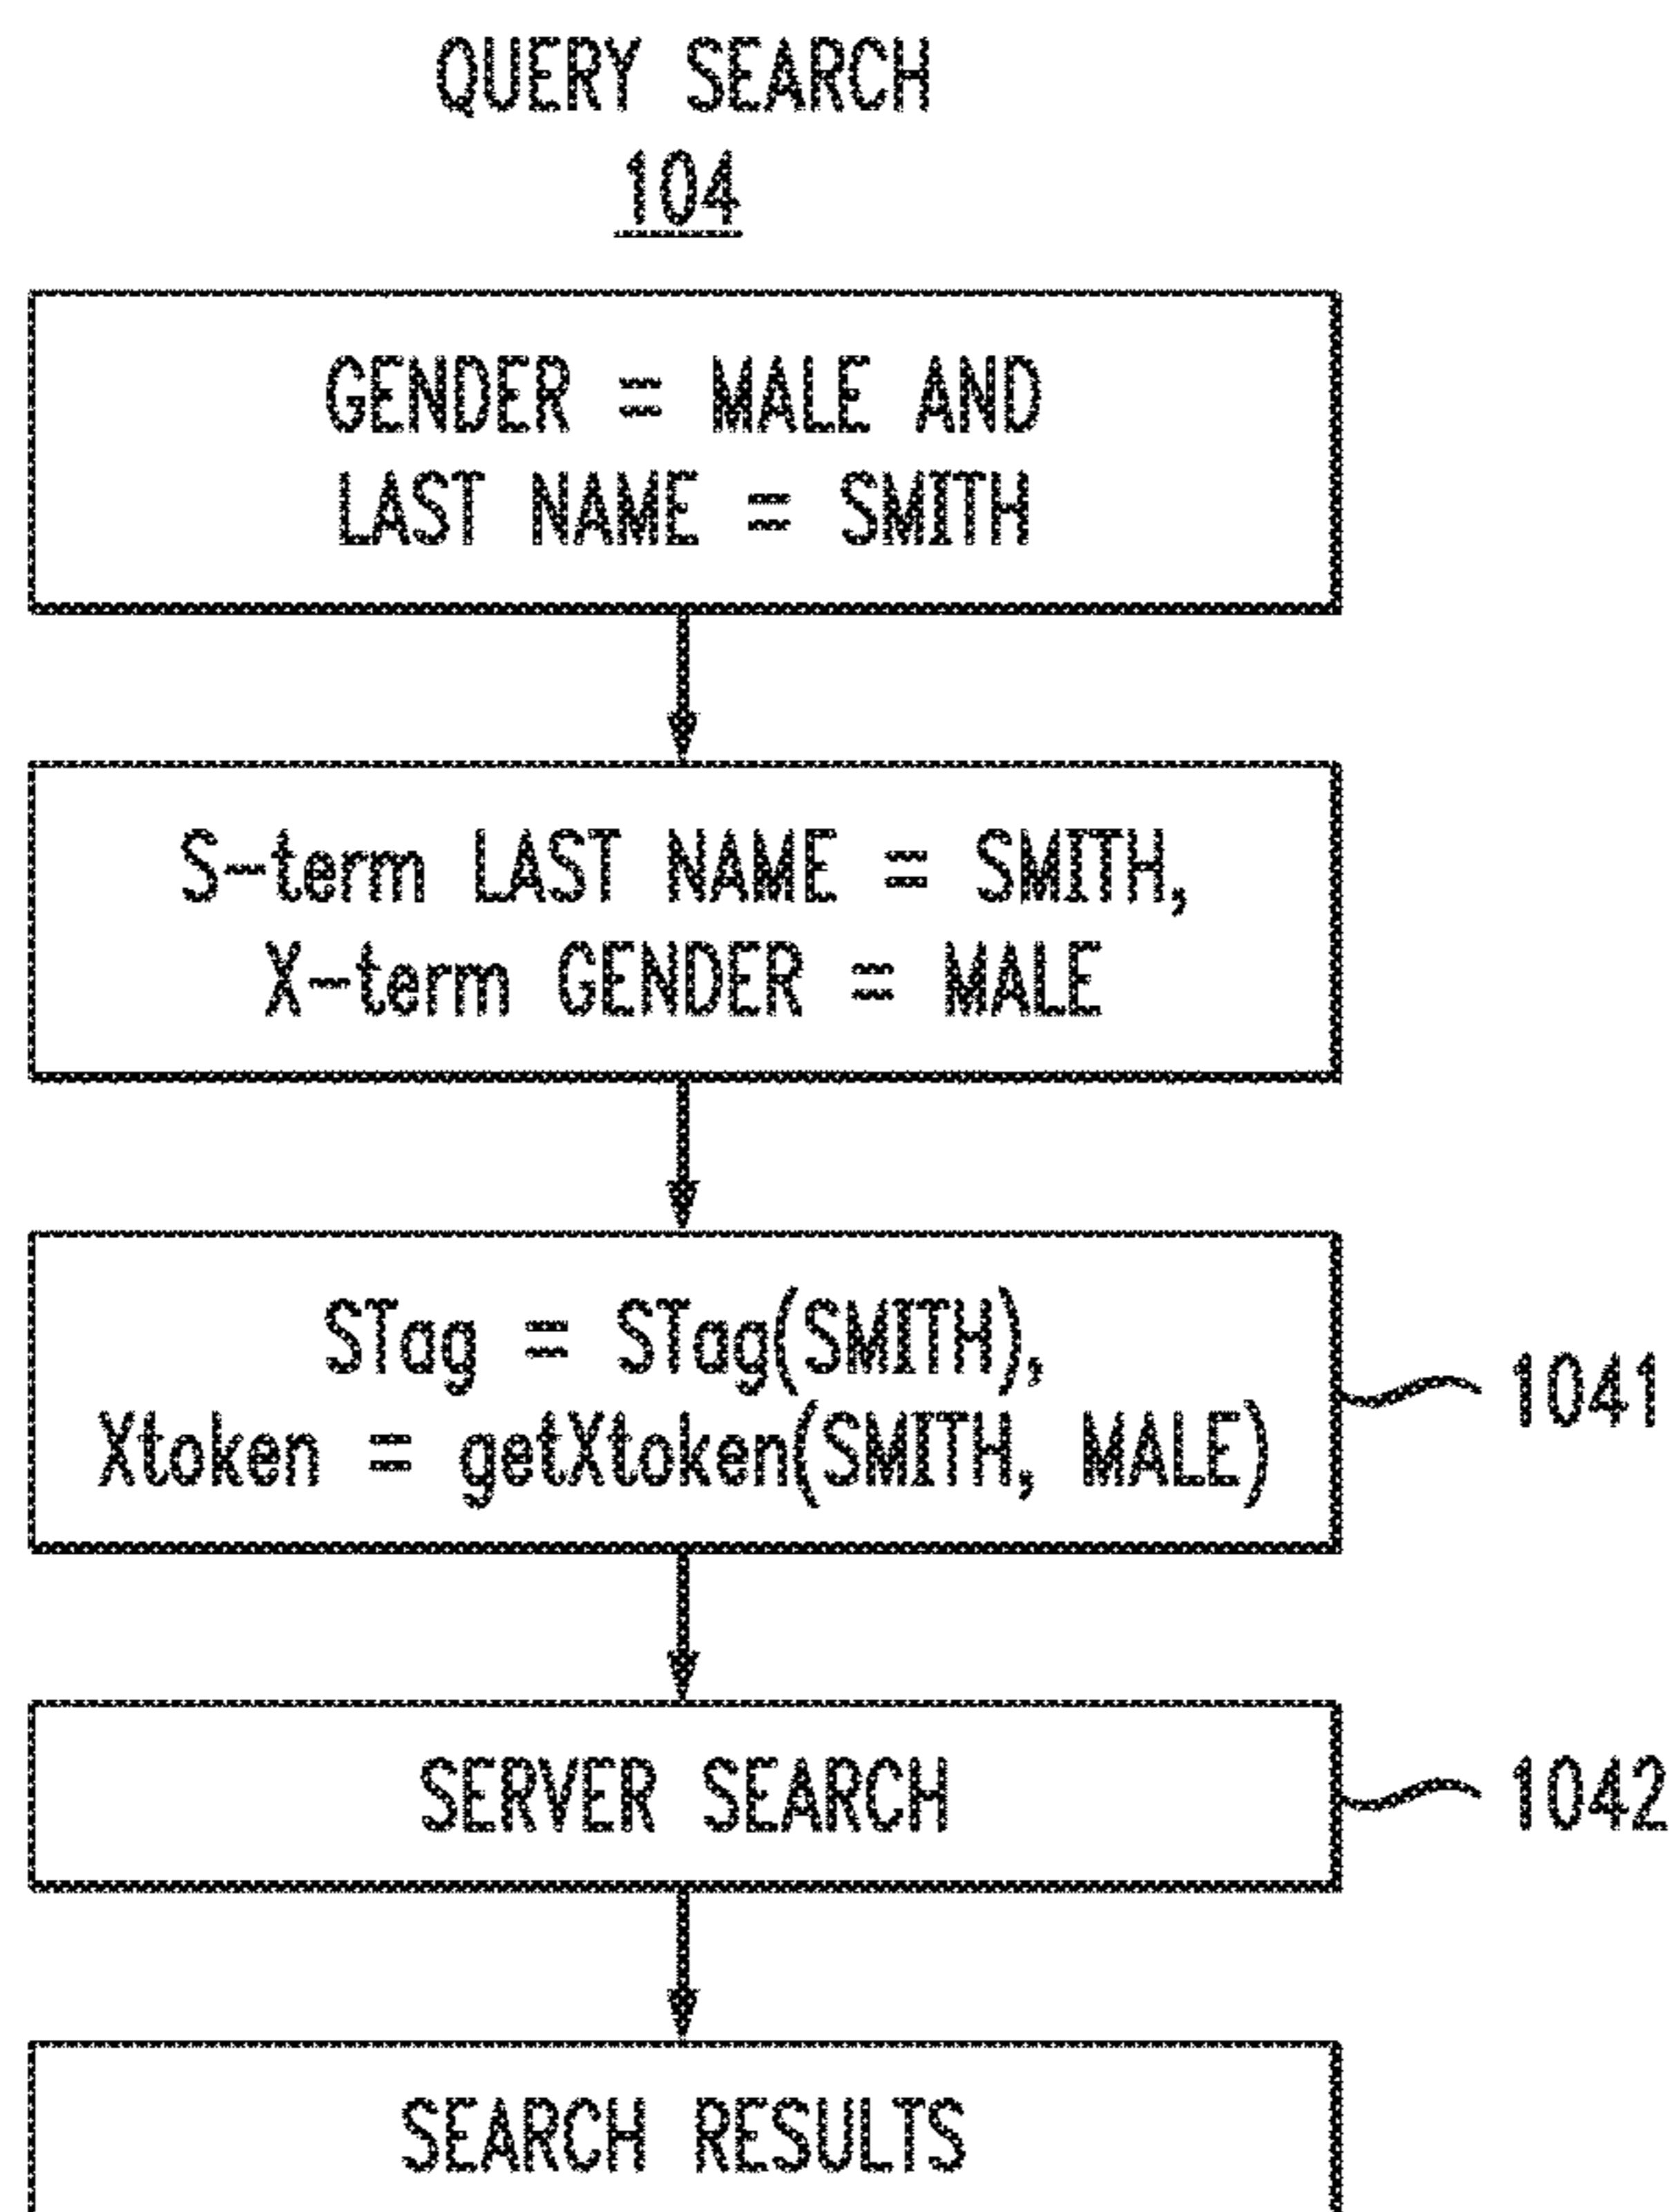 QUERY SEARCH
104
GENDER = MALE AND
LAST NAME = SMITH
S-term LAST NAME = SMITH,
X-term GENDER = MALE
STag = STag(SMITH),
Xtoken = getXtoken(SMITH, MALE)
1041
SERVER SEARCH
1042
SEARCH RESULTS